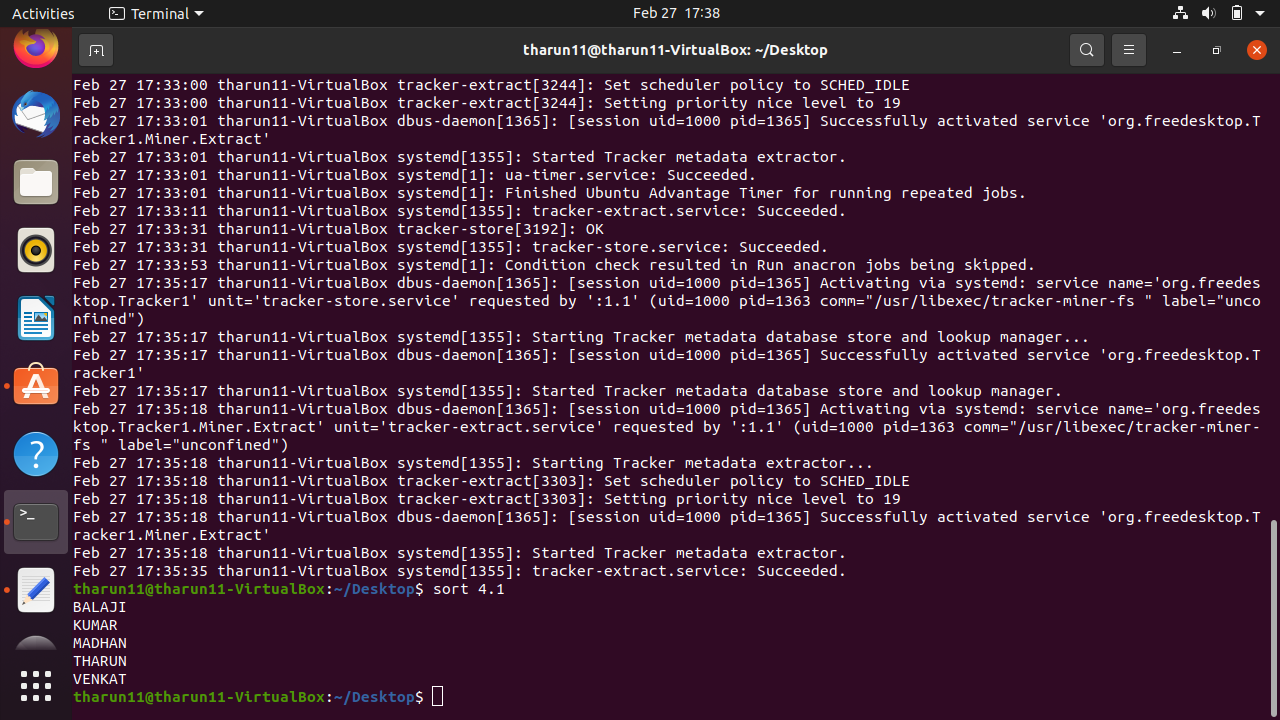 Activities
Terminal
Feb 27 17:38
tharun11@tharun11-VirtualBox: ~/Desktop
Feb 27 17:33:00 tharun11-VirtualBox tracker-extract[3244]: Set scheduler policy to SCHED_IDLE
Feb 27 17:33:00 tharun11-VirtualBox tracker-extract[3244]: Setting priority nice level to 19
Feb 27 17:33:01 tharun11-VirtualBox dbus-daemon[1365]: [session uid=1000 pid=1365] Successfully activated service 'org.freedesktop.T
racker1.Miner.Extract'
Feb 27 17:33:01 tharun11-VirtualBox systemd[1355]: Started Tracker metadata extractor.
Feb 27 17:33:01 tharun11-VirtualBox systemd[1]: ua-timer.service: Succeeded.
Feb 27 17:33:01 tharun11-VirtualBox systemd[1]: Finished Ubuntu Advantage Timer for running repeated jobs.
Feb 27 17:33:11 tharun11-VirtualBox systemd[1355]: tracker-extract.service: Succeeded.
Feb 27 17:33:31 tharun11-VirtualBox tracker-store[3192]: OK
Feb 27 17:33:31 tharun11-VirtualBox systemd[1355]: tracker-store.service: Succeeded.
Feb 27 17:33:53 tharun11-VirtualBox systemd[1]: Condition check resulted in Run anacron jobs being skipped.
Feb 27 17:35:17 tharun11-VirtualBox dbus-daemon[1365]: [session uid=1000 pid=1365] Activating via systemd: service name='org.freedes
ktop.Tracker1' unit='tracker-store.service' requested by ':1.1' (uid=1000 pid=1363 comm="/usr/libexec/tracker-miner-fs " label="unco
nfined")
Feb 27 17:35:17 tharun11-VirtualBox systemd[1355]: Starting Tracker metadata database store and lookup manager...
Feb 27 17:35:17 tharun11-VirtualBox dbus-daemon[1365]: [session uid=1000 pid=1365] Successfully activated service 'org.freedesktop.T
racker1'
Feb 27 17:35:17 tharun11-VirtualBox systemd[1355]: Started Tracker metadata database store and lookup manager.
Feb 27 17:35:18 tharun11-VirtualBox dbus-daemon[1365]: [session uid=1000 pid=1365] Activating via systemd: service name='org.freedes
ktop.Tracker1.Miner.Extract' unit='tracker-extract.service' requested by ':1.1' (uid=1000 pid=1363 comm="/usr/libexec/tracker-miner-
fs " label="unconfined")
Feb 27 17:35:18 tharun11-VirtualBox systemd[1355]: Starting Tracker metadata extractor...
Feb 27 17:35:18 tharun11-VirtualBox tracker-extract[3303]: Set scheduler policy to SCHED_IDLE
Feb 27 17:35:18 tharun11-VirtualBox tracker-extract[3303]: Setting priority nice level to 19
Feb 27 17:35:18 tharun11-VirtualBox dbus-daemon[1365]: [session uid=1000 pid=1365] Successfully activated service 'org.freedesktop.T
racker1.Miner.Extract'
Feb 27 17:35:18 tharun11-VirtualBox systemd[1355]: Started Tracker metadata extractor.
Feb 27 17:35:35 tharun11-VirtualBox systemd[1355]: tracker-extract.service: Succeeded.
tharun11@tharun11-VirtualBox:~/Desktop$ sort 4.1
BALAJI
KUMAR
MADHAN
THARUN
VENKAT
tharun11@tharun11-VirtualBox:~/Desktop$